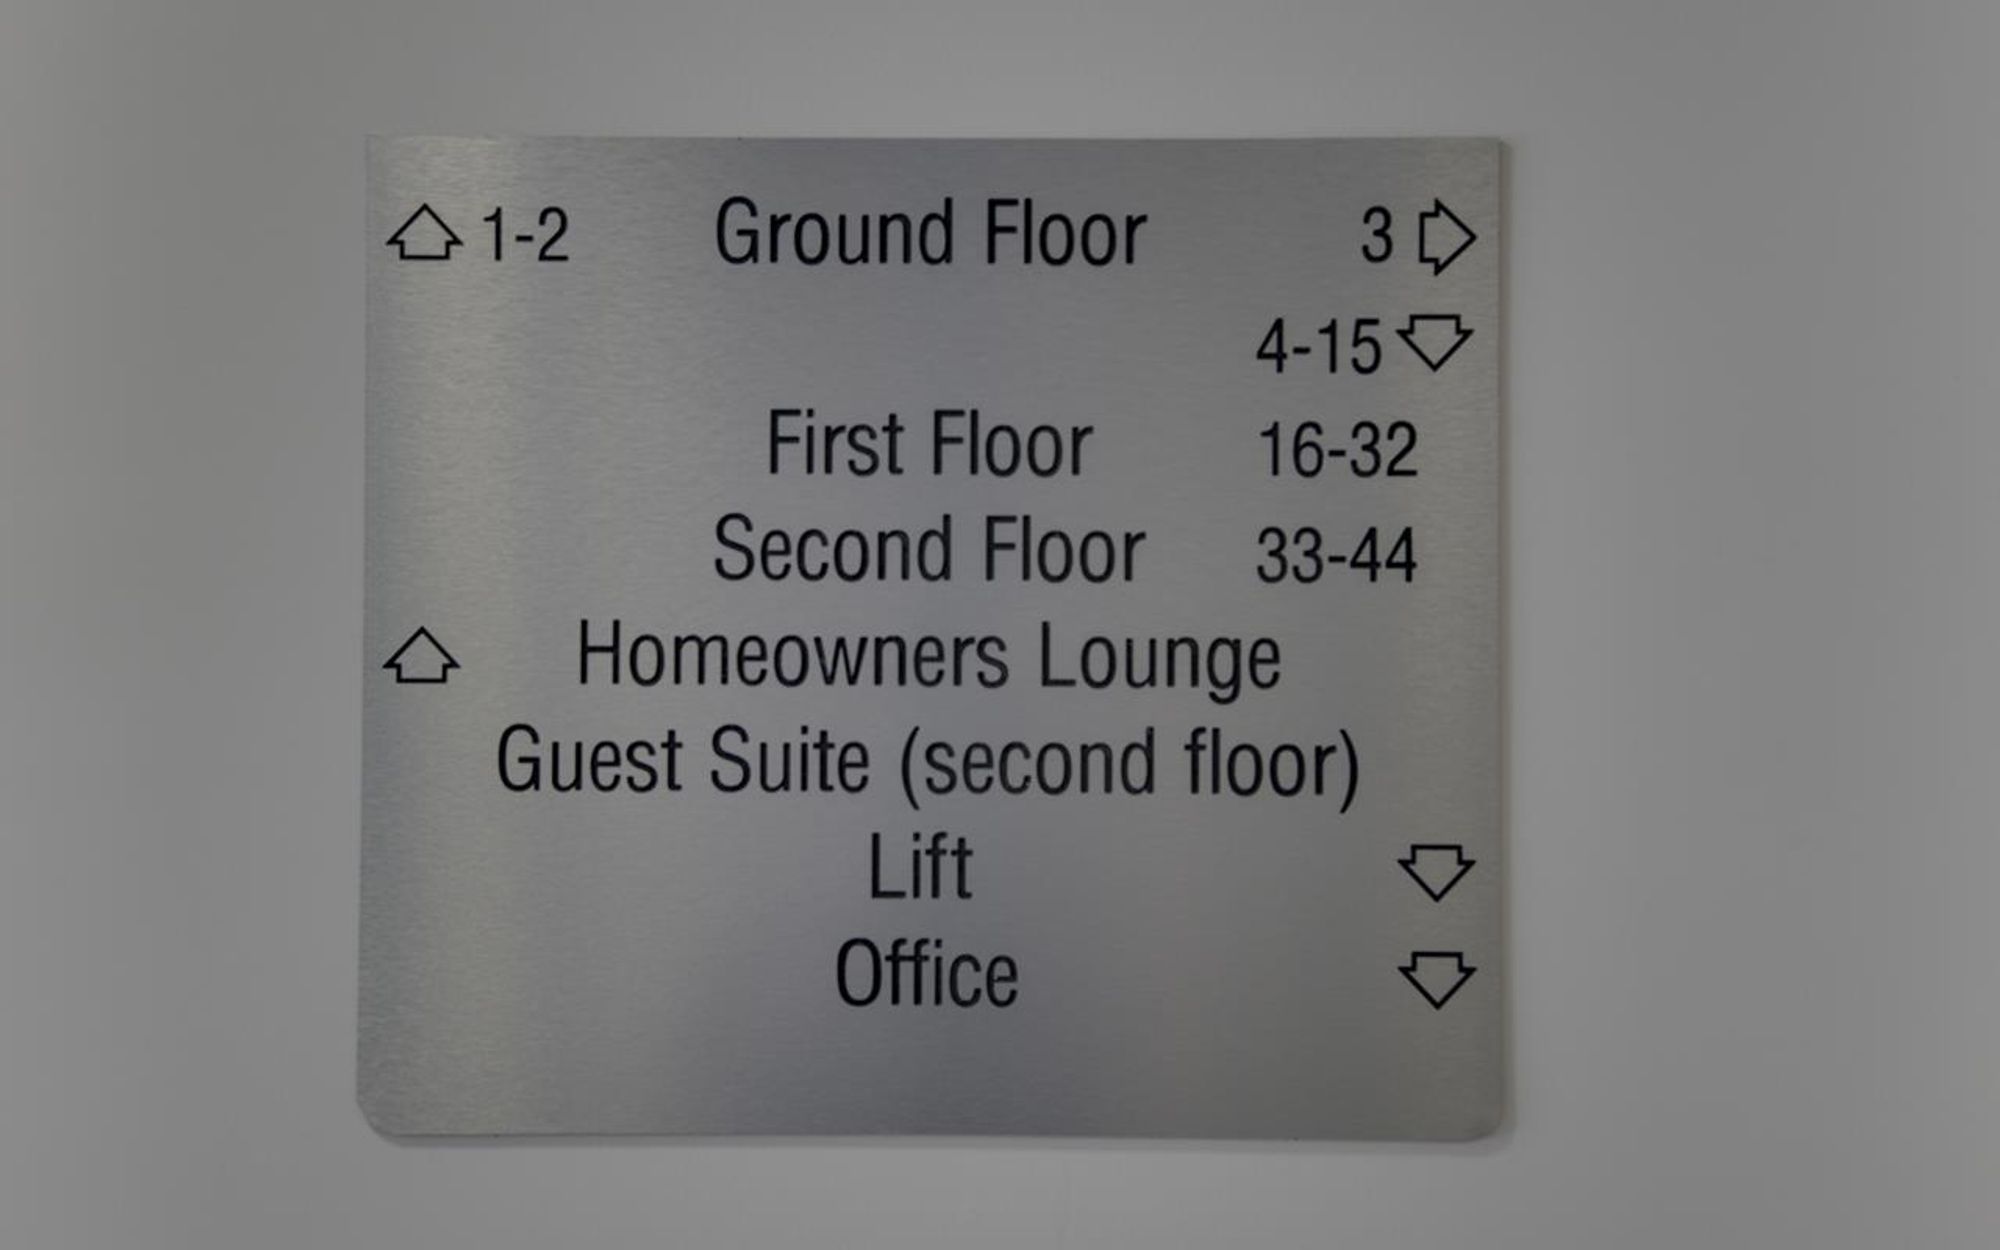 1-2 Ground Floor 3
4-15
First Floor 16-32
Second Floor 33-44
Homeowners Lounge
Guest Suite (second floor)
Lift
Office